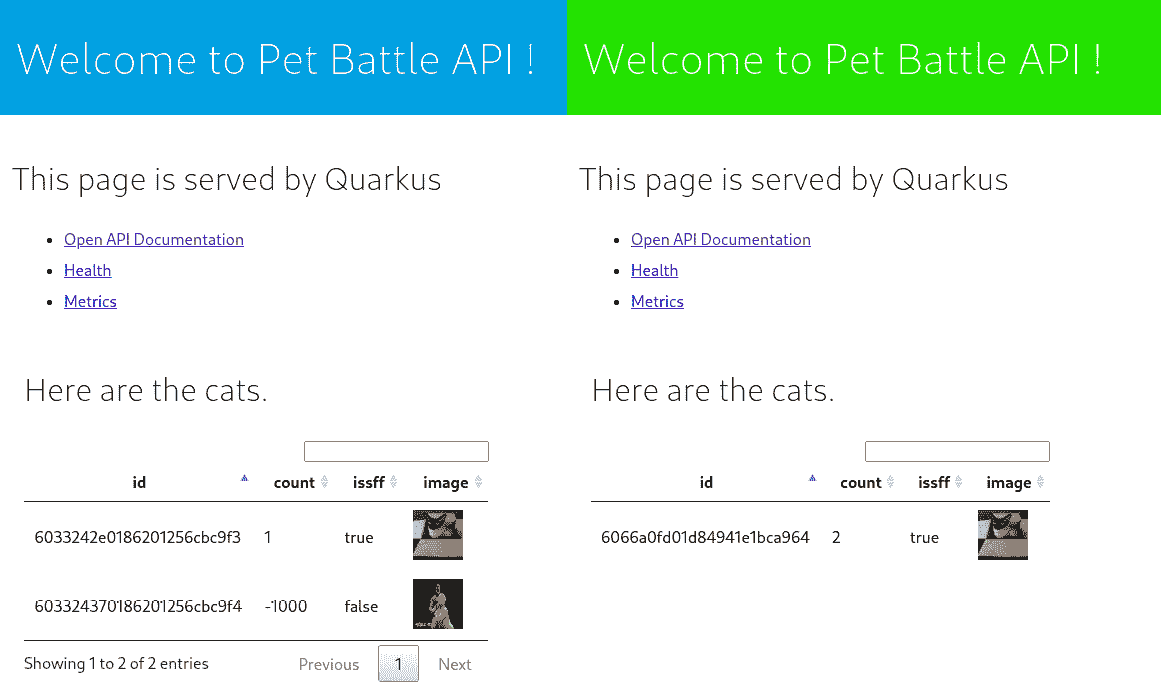 Welcome to Pet Battle API !
This page is served by Quarkus
Open API Documentation
Health
Metrics
Here are the cats.
id count issff image
6033242e0186201256cbc9f3 1 true
603324370186201256cbc9f4 -1000 false
Showing 1 to 2 of 2 entries Previous 1 Next
Welcome to Pet Battle API !
This page is served by Quarkus
Open API Documentation
Health
Metrics
Here are the cats.
id count issff image
6066a0fd01d84941e1bca964 2 true